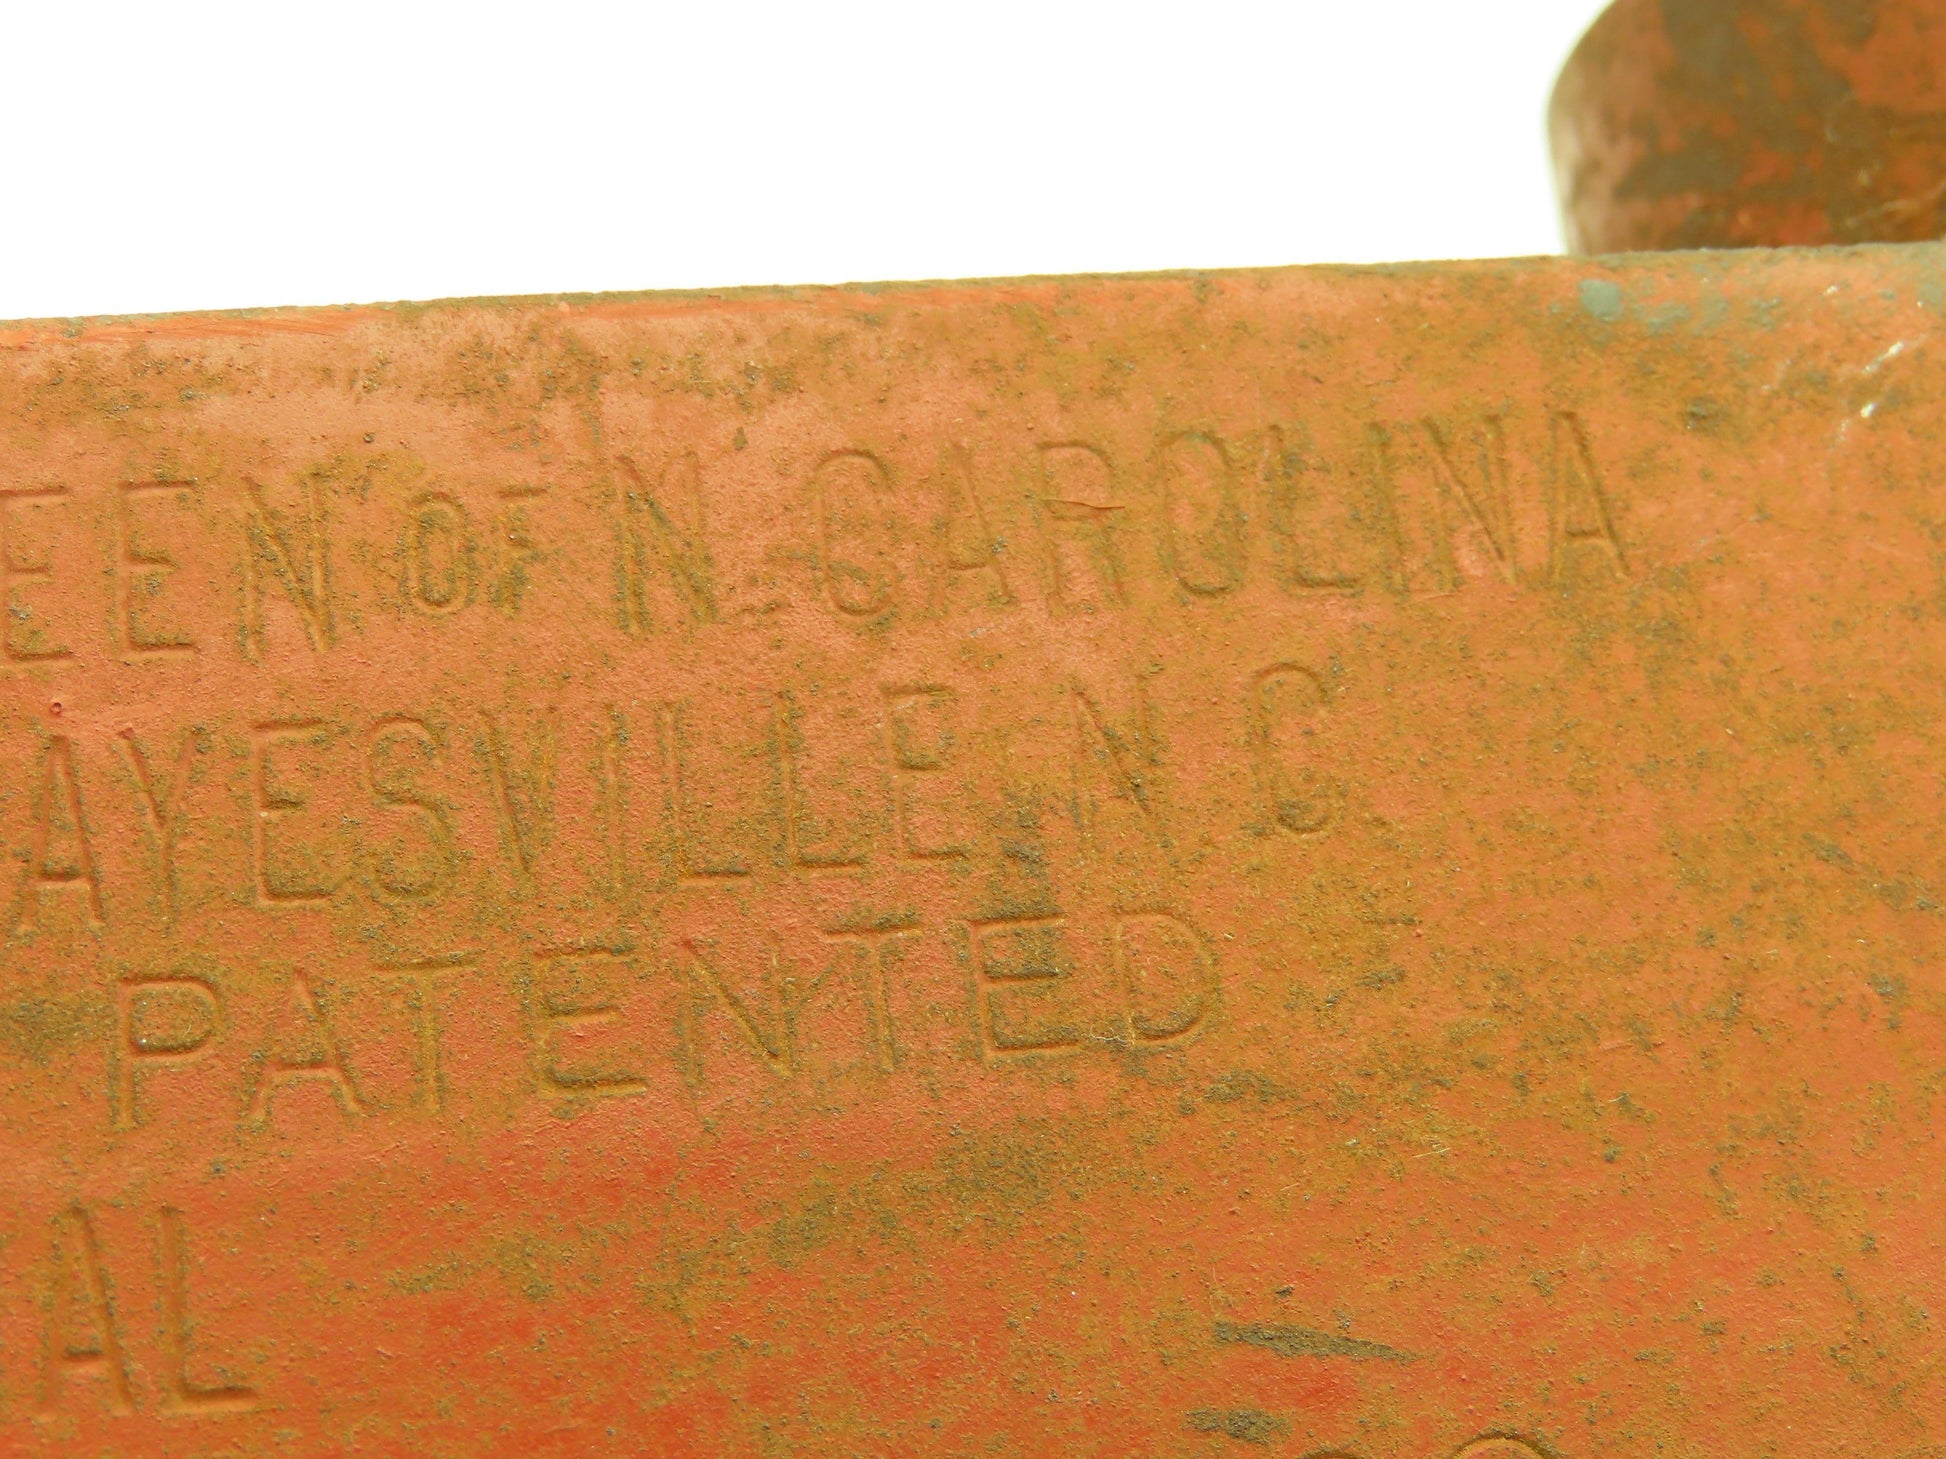 EEN OF N. CAROLINA
AYESVILLE N. C.
PATENTED
AL